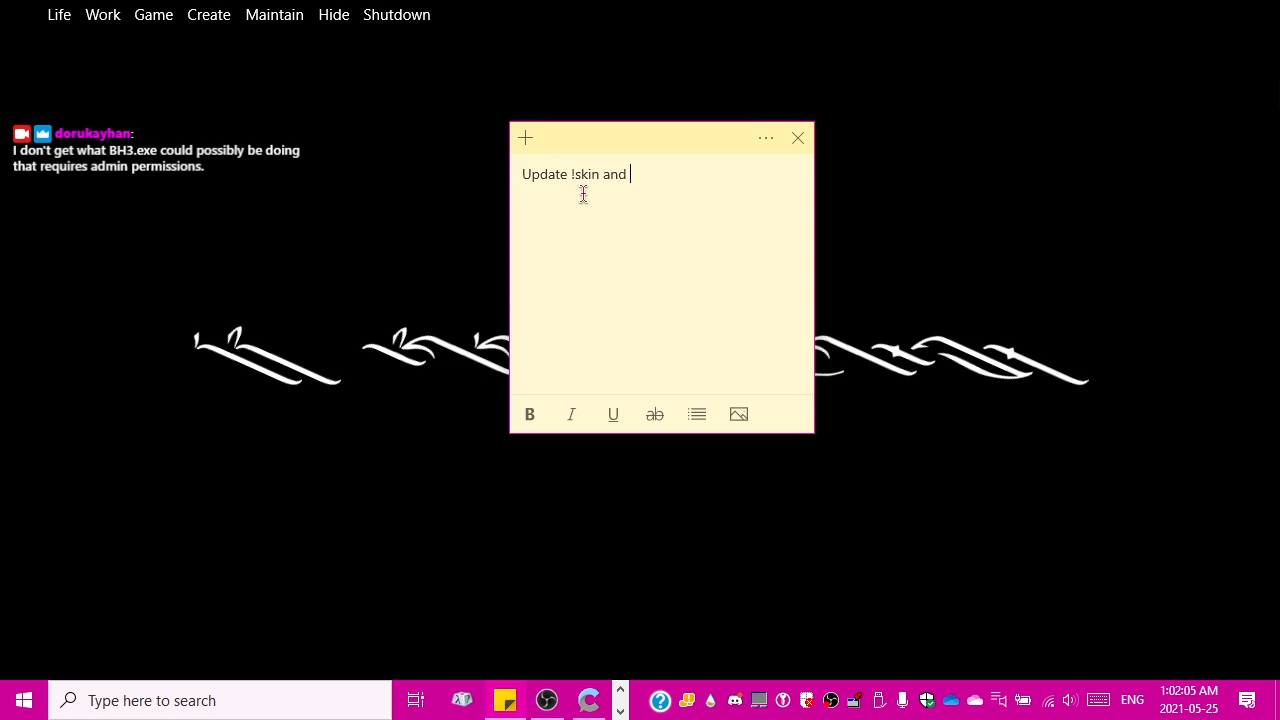 Life Work Game Create Maintain Hide Shutdown
dorukayhan:
I don't get what BH3.exe could possibly be doing
that requires admin permissions.
Update !skin and
B I U ab
Type here to search
ENG
1:02:05 AM
2021-05-25